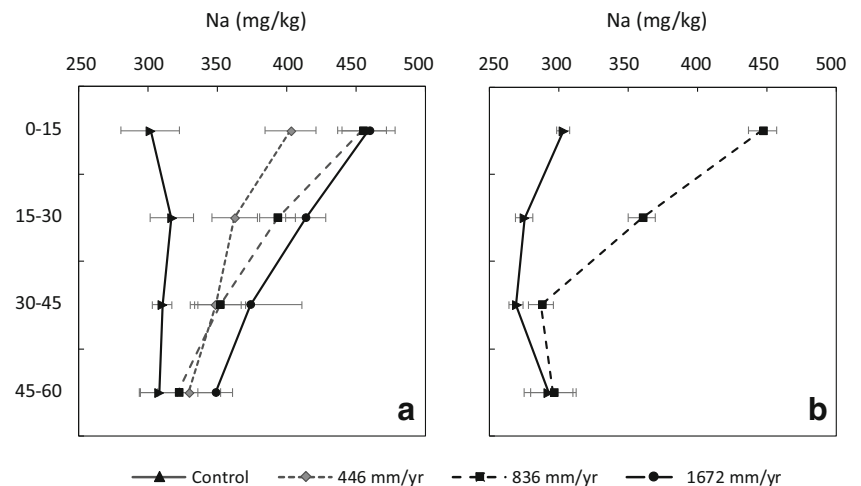 Na (mg/kg) Na (mg/kg)
250 300 350 400 450 500 250 300 350 400 450 500
0-15
15-30
30-45
45-60
a b
Control 446 mm/yr 836 mm/yr 1672 mm/yr